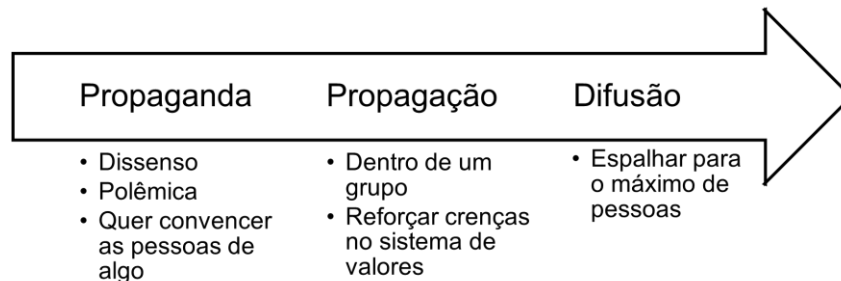 Propaganda
• Dissenso
• Polêmica
• Quer convencer
as pessoas de
algo
Propagação
• Dentro de um
grupo
• Reforçar crenças
no sistema de
valores
Difusão
• Espalhar para
o máximo de
pessoas